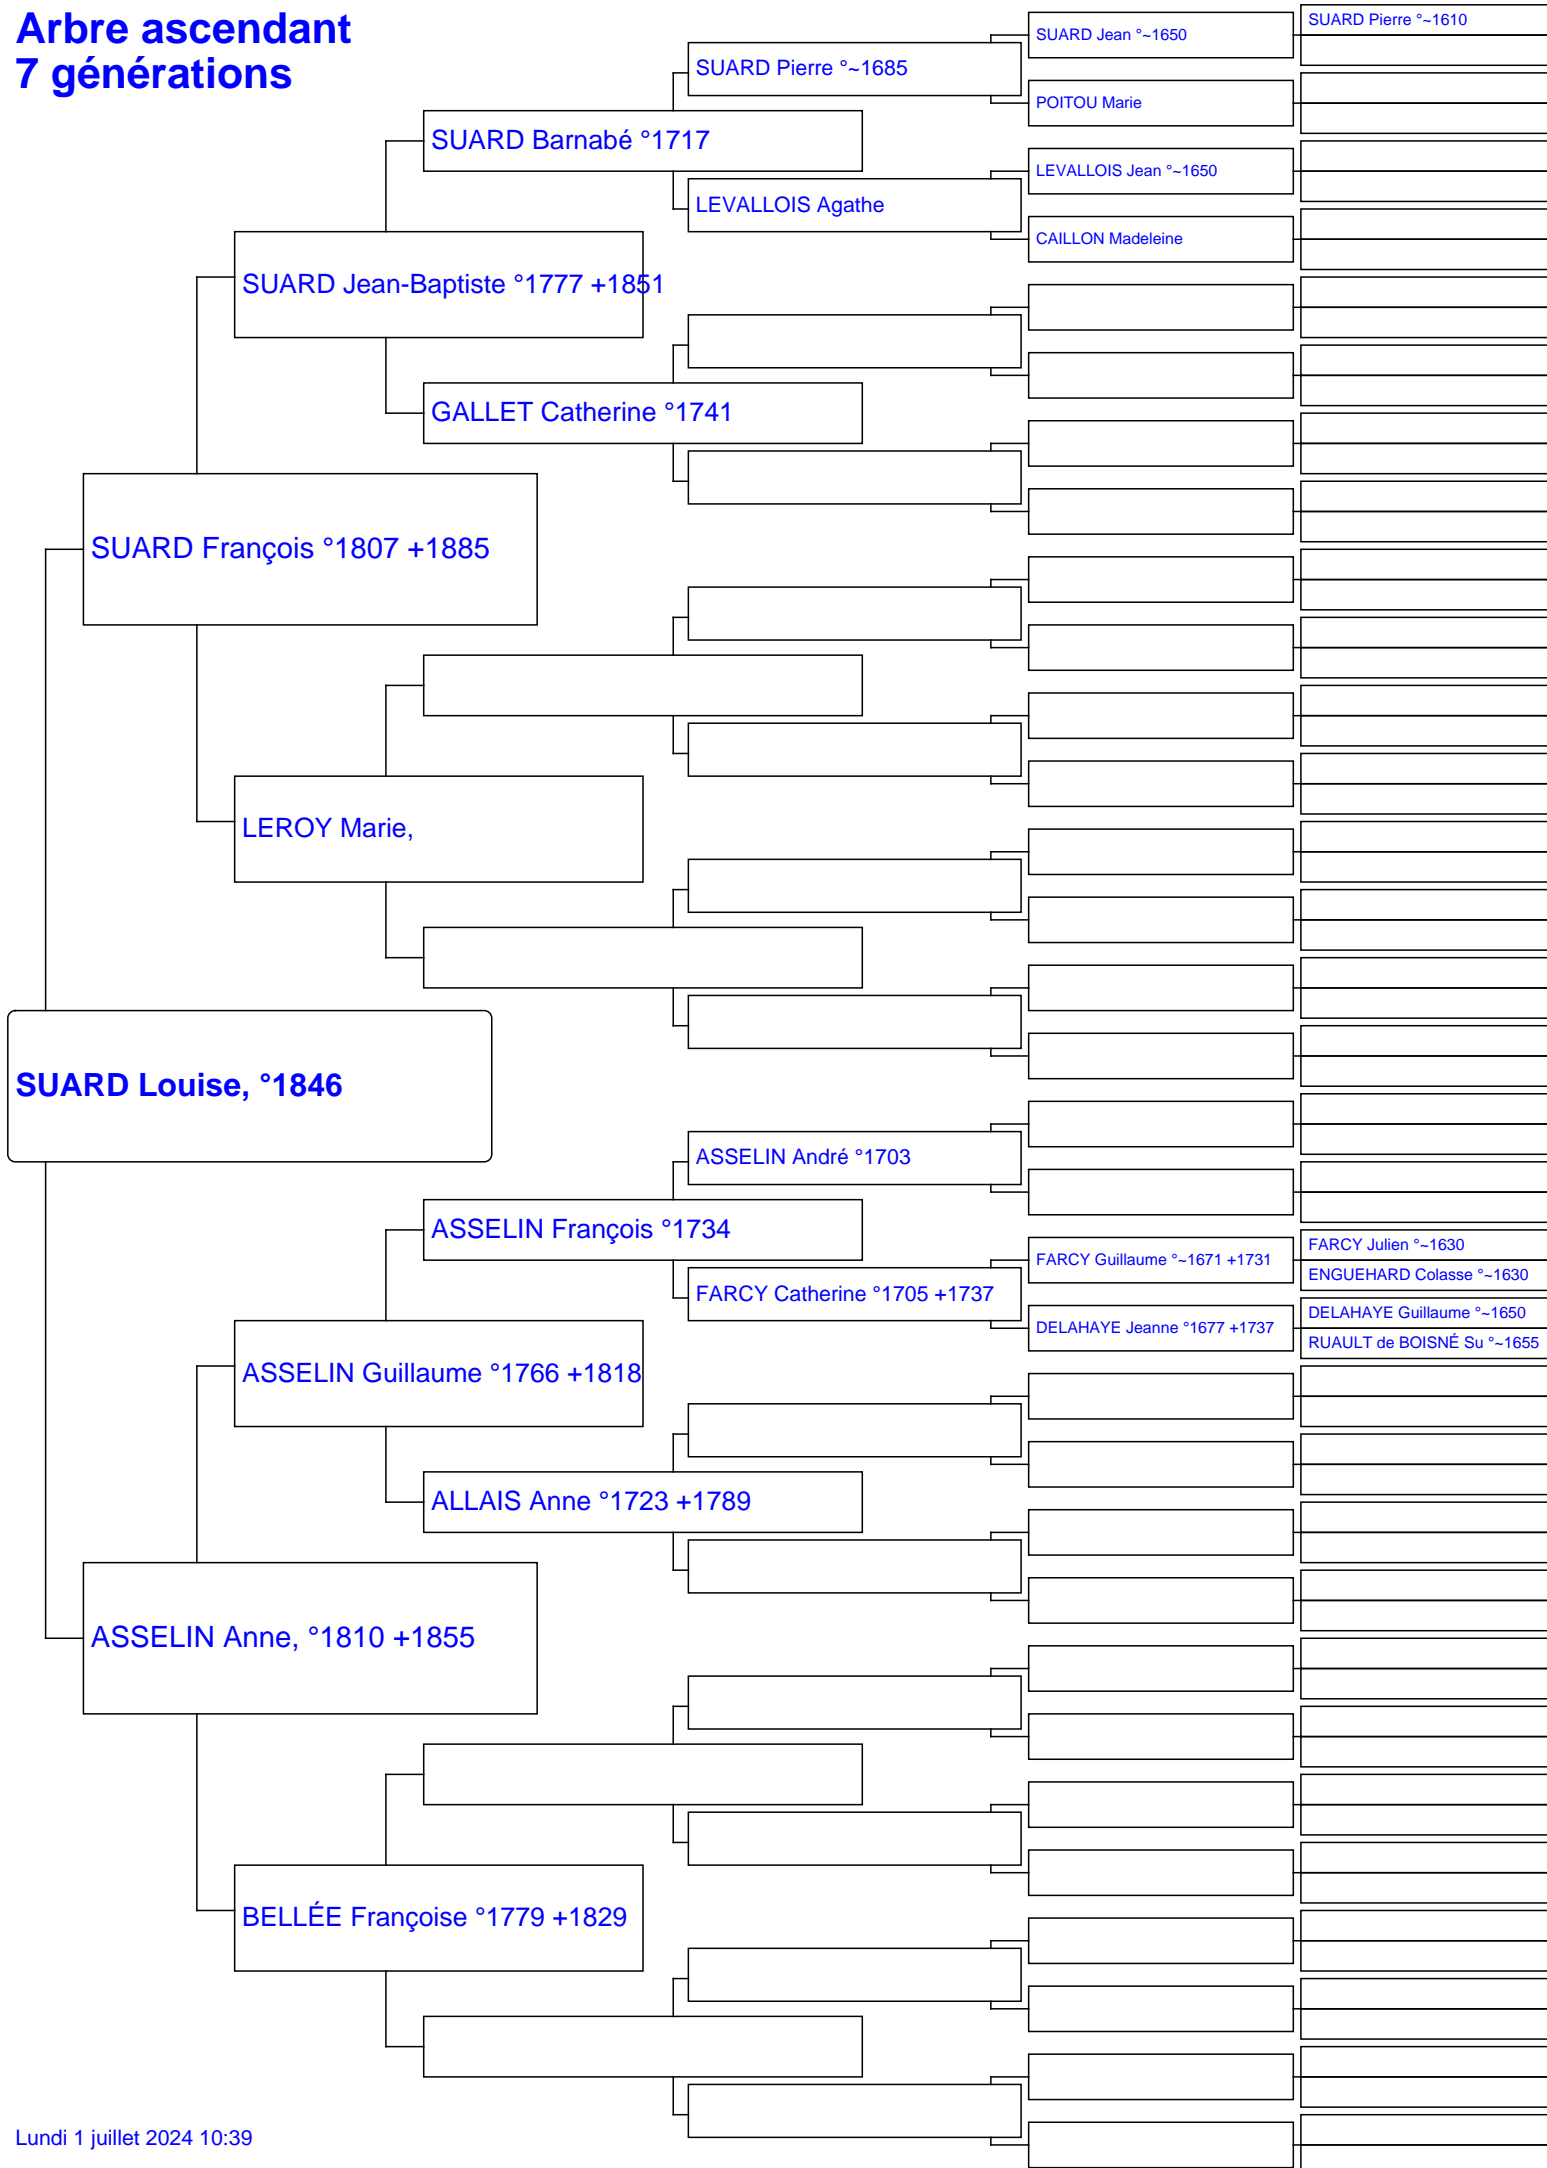 Arbre ascendant
7 générations
SUARD Louise, °1846
SUARD François °1807 +1885
ASSELIN Anne, °1810 +1855
SUARD Jean-Baptiste °1777 +1851
LEROY Marie,
ASSELIN Guillaume °1766 +1818
BELLÉE Françoise °1779 +1829
SUARD Barnabé °1717
GALLET Catherine °1741
ASSELIN François °1734
ALLAIS Anne °1723 +1789
SUARD Pierre °~1685
LEVALLOIS Agathe
ASSELIN André °1703
FARCY Catherine °1705 +1737
SUARD Jean °~1650
POITOU Marie
LEVALLOIS Jean °~1650
CAILLON Madeleine
FARCY Guillaume °~1671 +1731
DELAHAYE Jeanne °1677 +1737
SUARD Pierre °~1610
FARCY Julien °~1630
ENGUEHARD Colasse °~1630
DELAHAYE Guillaume °~1650
RUAULT de BOISNÉ Su °~1655
Lundi 1 juillet 2024 10:39